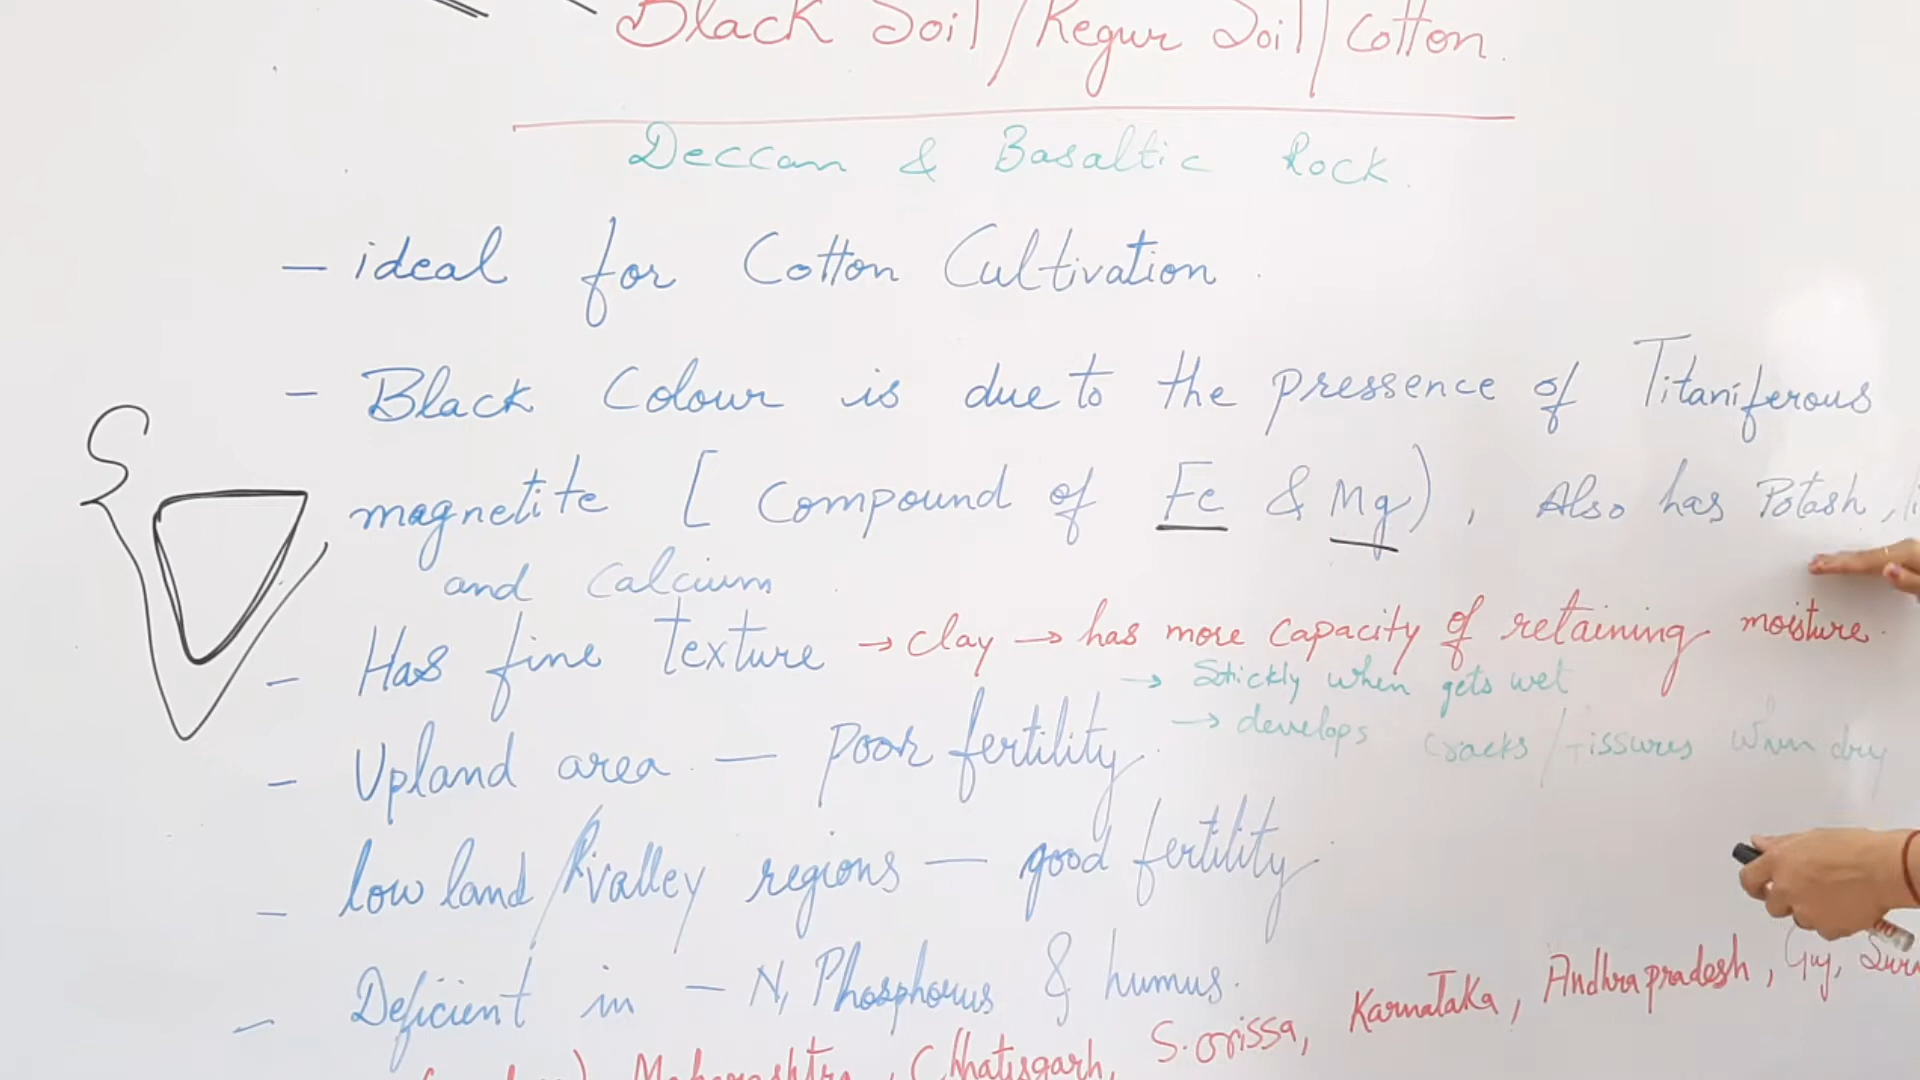 Black Soil/Regur Soil/Cotton.
Deccan & Basaltic Rock.
- ideal for Cotton Cultivation.
- Black Colour is due to the pressence of Titaniferous
magnetite [Compound of Fe & Mg), Also has Potash,
and Calcium
- Has fine Texture → clay → has more capacity of retaining moisture.
→ Stickly when gets wet
→ develops cracks/fissures when dry
- Upland area - poor fertility.
- low land/valley regions - good fertility
- Deficient in - N, Phosphorus & humus.
Maharashtra, Chhatisgarh, S. orissa, Karnataka, Andhrapradesh, Guj,